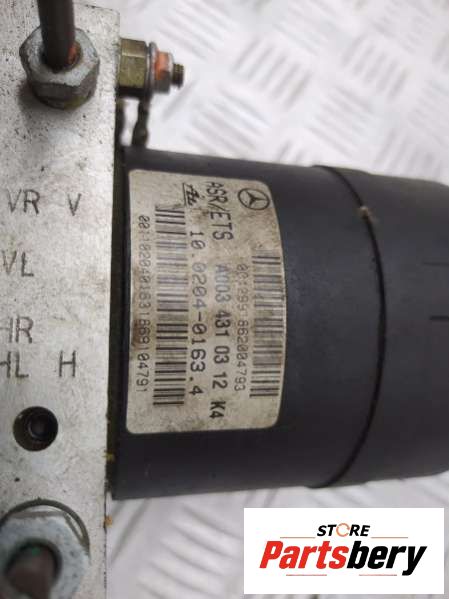 VR V
VL
HR
HL H
ASR/ETS A003 431 03 12 K4
10.0204-0163.4
STORE
Partsbery